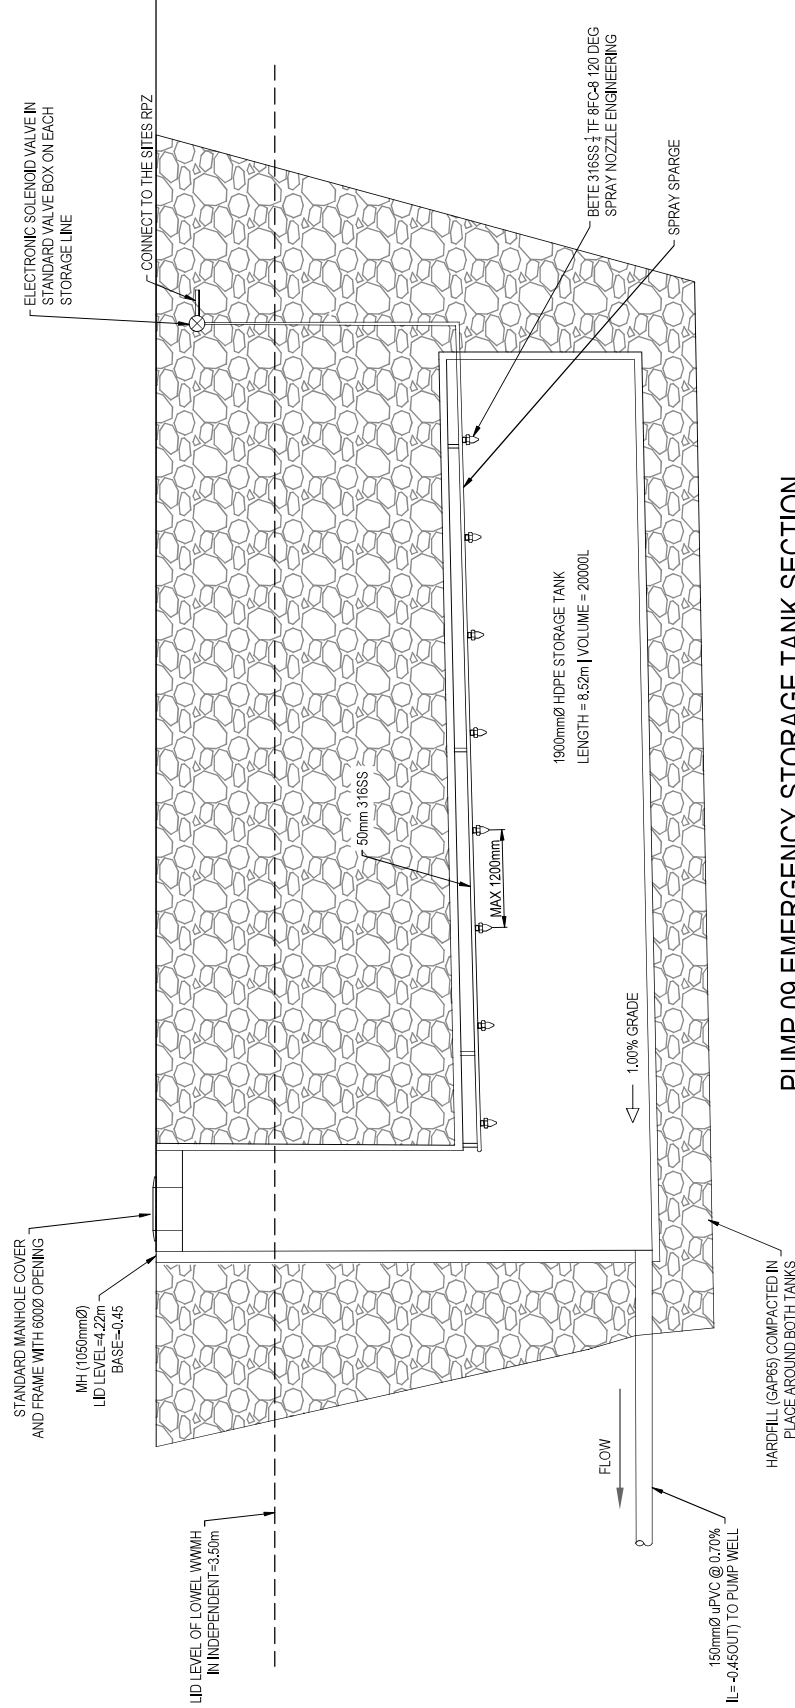 STANDARD MANHOLE COVER
AND FRAME WITH 600Ø OPENING
MH (1050mmØ)
LID LEVEL=4.22m
BASE=-0.45
ELECTRONIC SOLENOID VALVE IN
STANDARD VALVE BOX ON EACH
STORAGE LINE
CONNECT TO THE SITES RPZ
LID LEVEL OF LOWEL WWMH
IN INDEPENDENT=3.50m
50mm 316SS
MAX 1200mm
BETE 316SS TF 8FC-8 120 DEG
SPRAY NOZZLE ENGINEERING
SPRAY SPARGE
1900mmØ HDPE STORAGE TANK
LENGTH = 8.52m | VOLUME = 20000L
1.00% GRADE
FLOW
150mmØ uPVC @ 0.70%
IL= -0.45OUT) TO PUMP WELL
HARDFILL (GAP65) COMPACTED IN
PLACE AROUND BOTH TANKS
PUMP 09 EMERGENCY STORAGE TANK SECTION